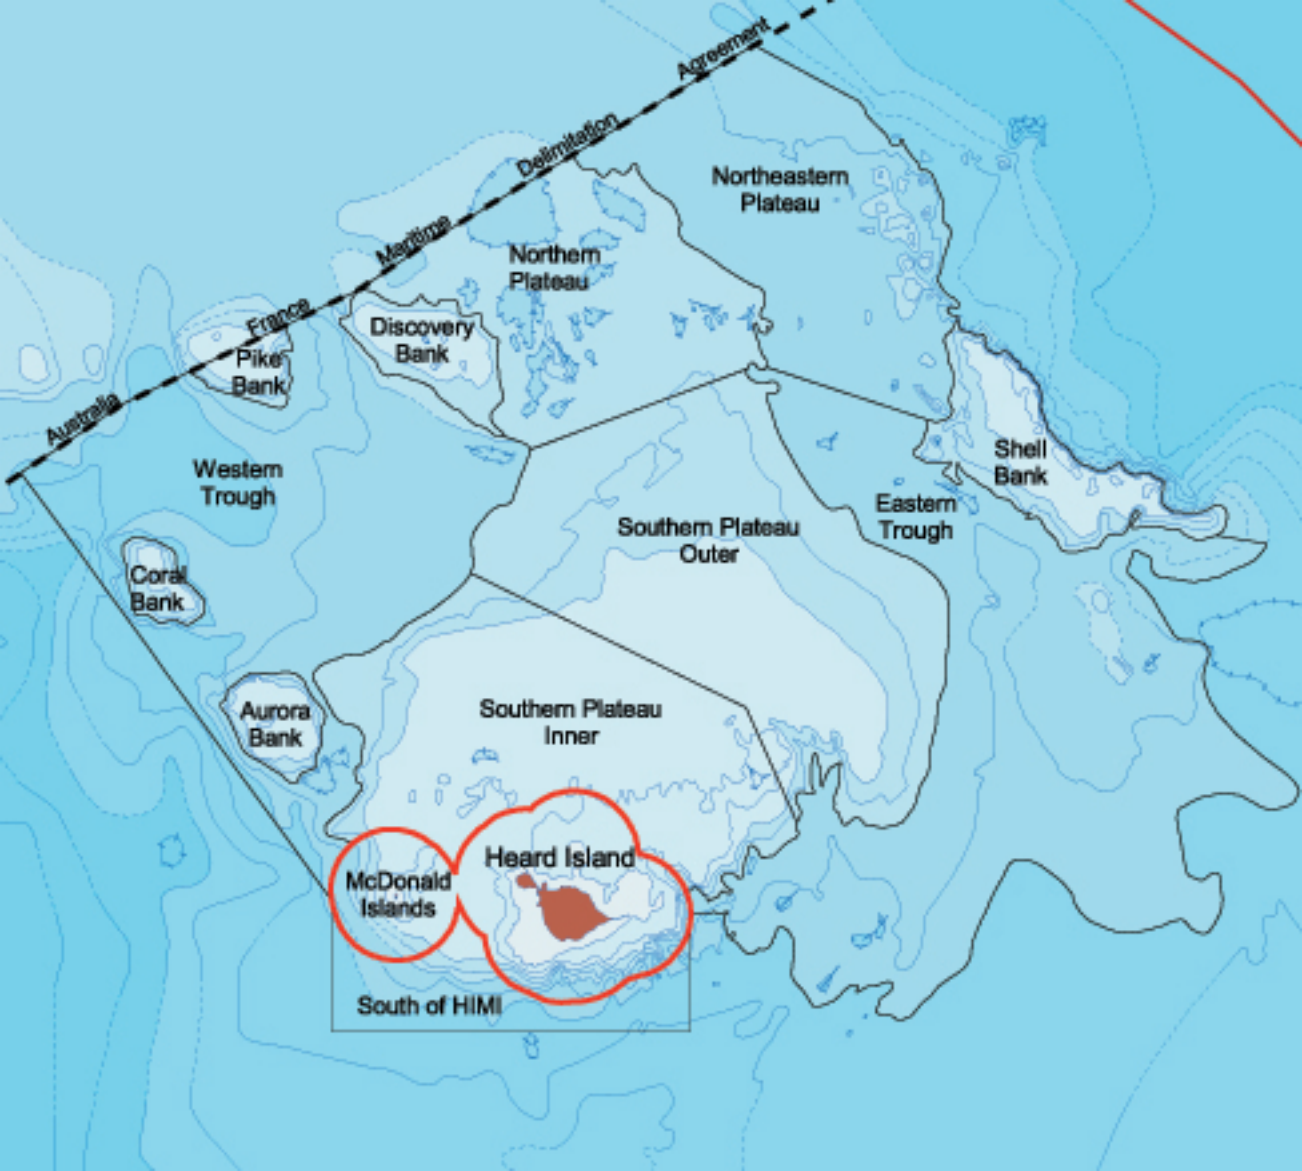 Australia France Maritime Delimitation Agreement
Northeastern
Plateau
Northern
Plateau
Discovery
Bank
Pike
Bank
Western
Trough
Shell
Bank
Eastern
Trough
Southern Plateau
Outer
Coral
Bank
Aurora
Bank
Southern Plateau
Inner
Heard Island
McDonald
Islands
South of HIMI